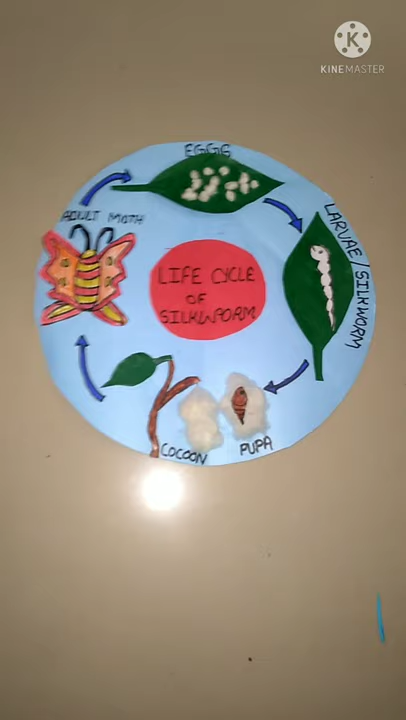 K
KINEMASTER
EGGS
LARVAE / SILKWORM
PUPA
COCOON
ADULT MOTH
LIFE CYCLE
OF
SILKWORM